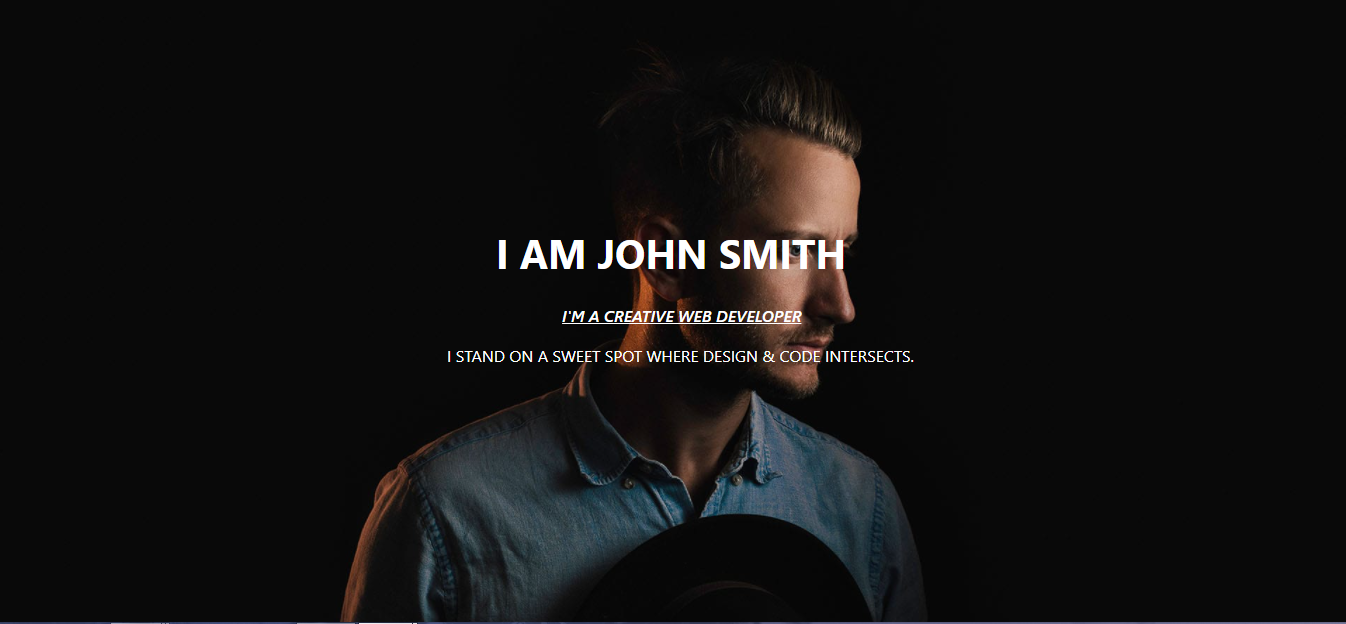 I AM JOHN SMITH
I'M A CREATIVE WEB DEVELOPER
I STAND ON A SWEET SPOT WHERE DESIGN & CODE INTERSECTS.